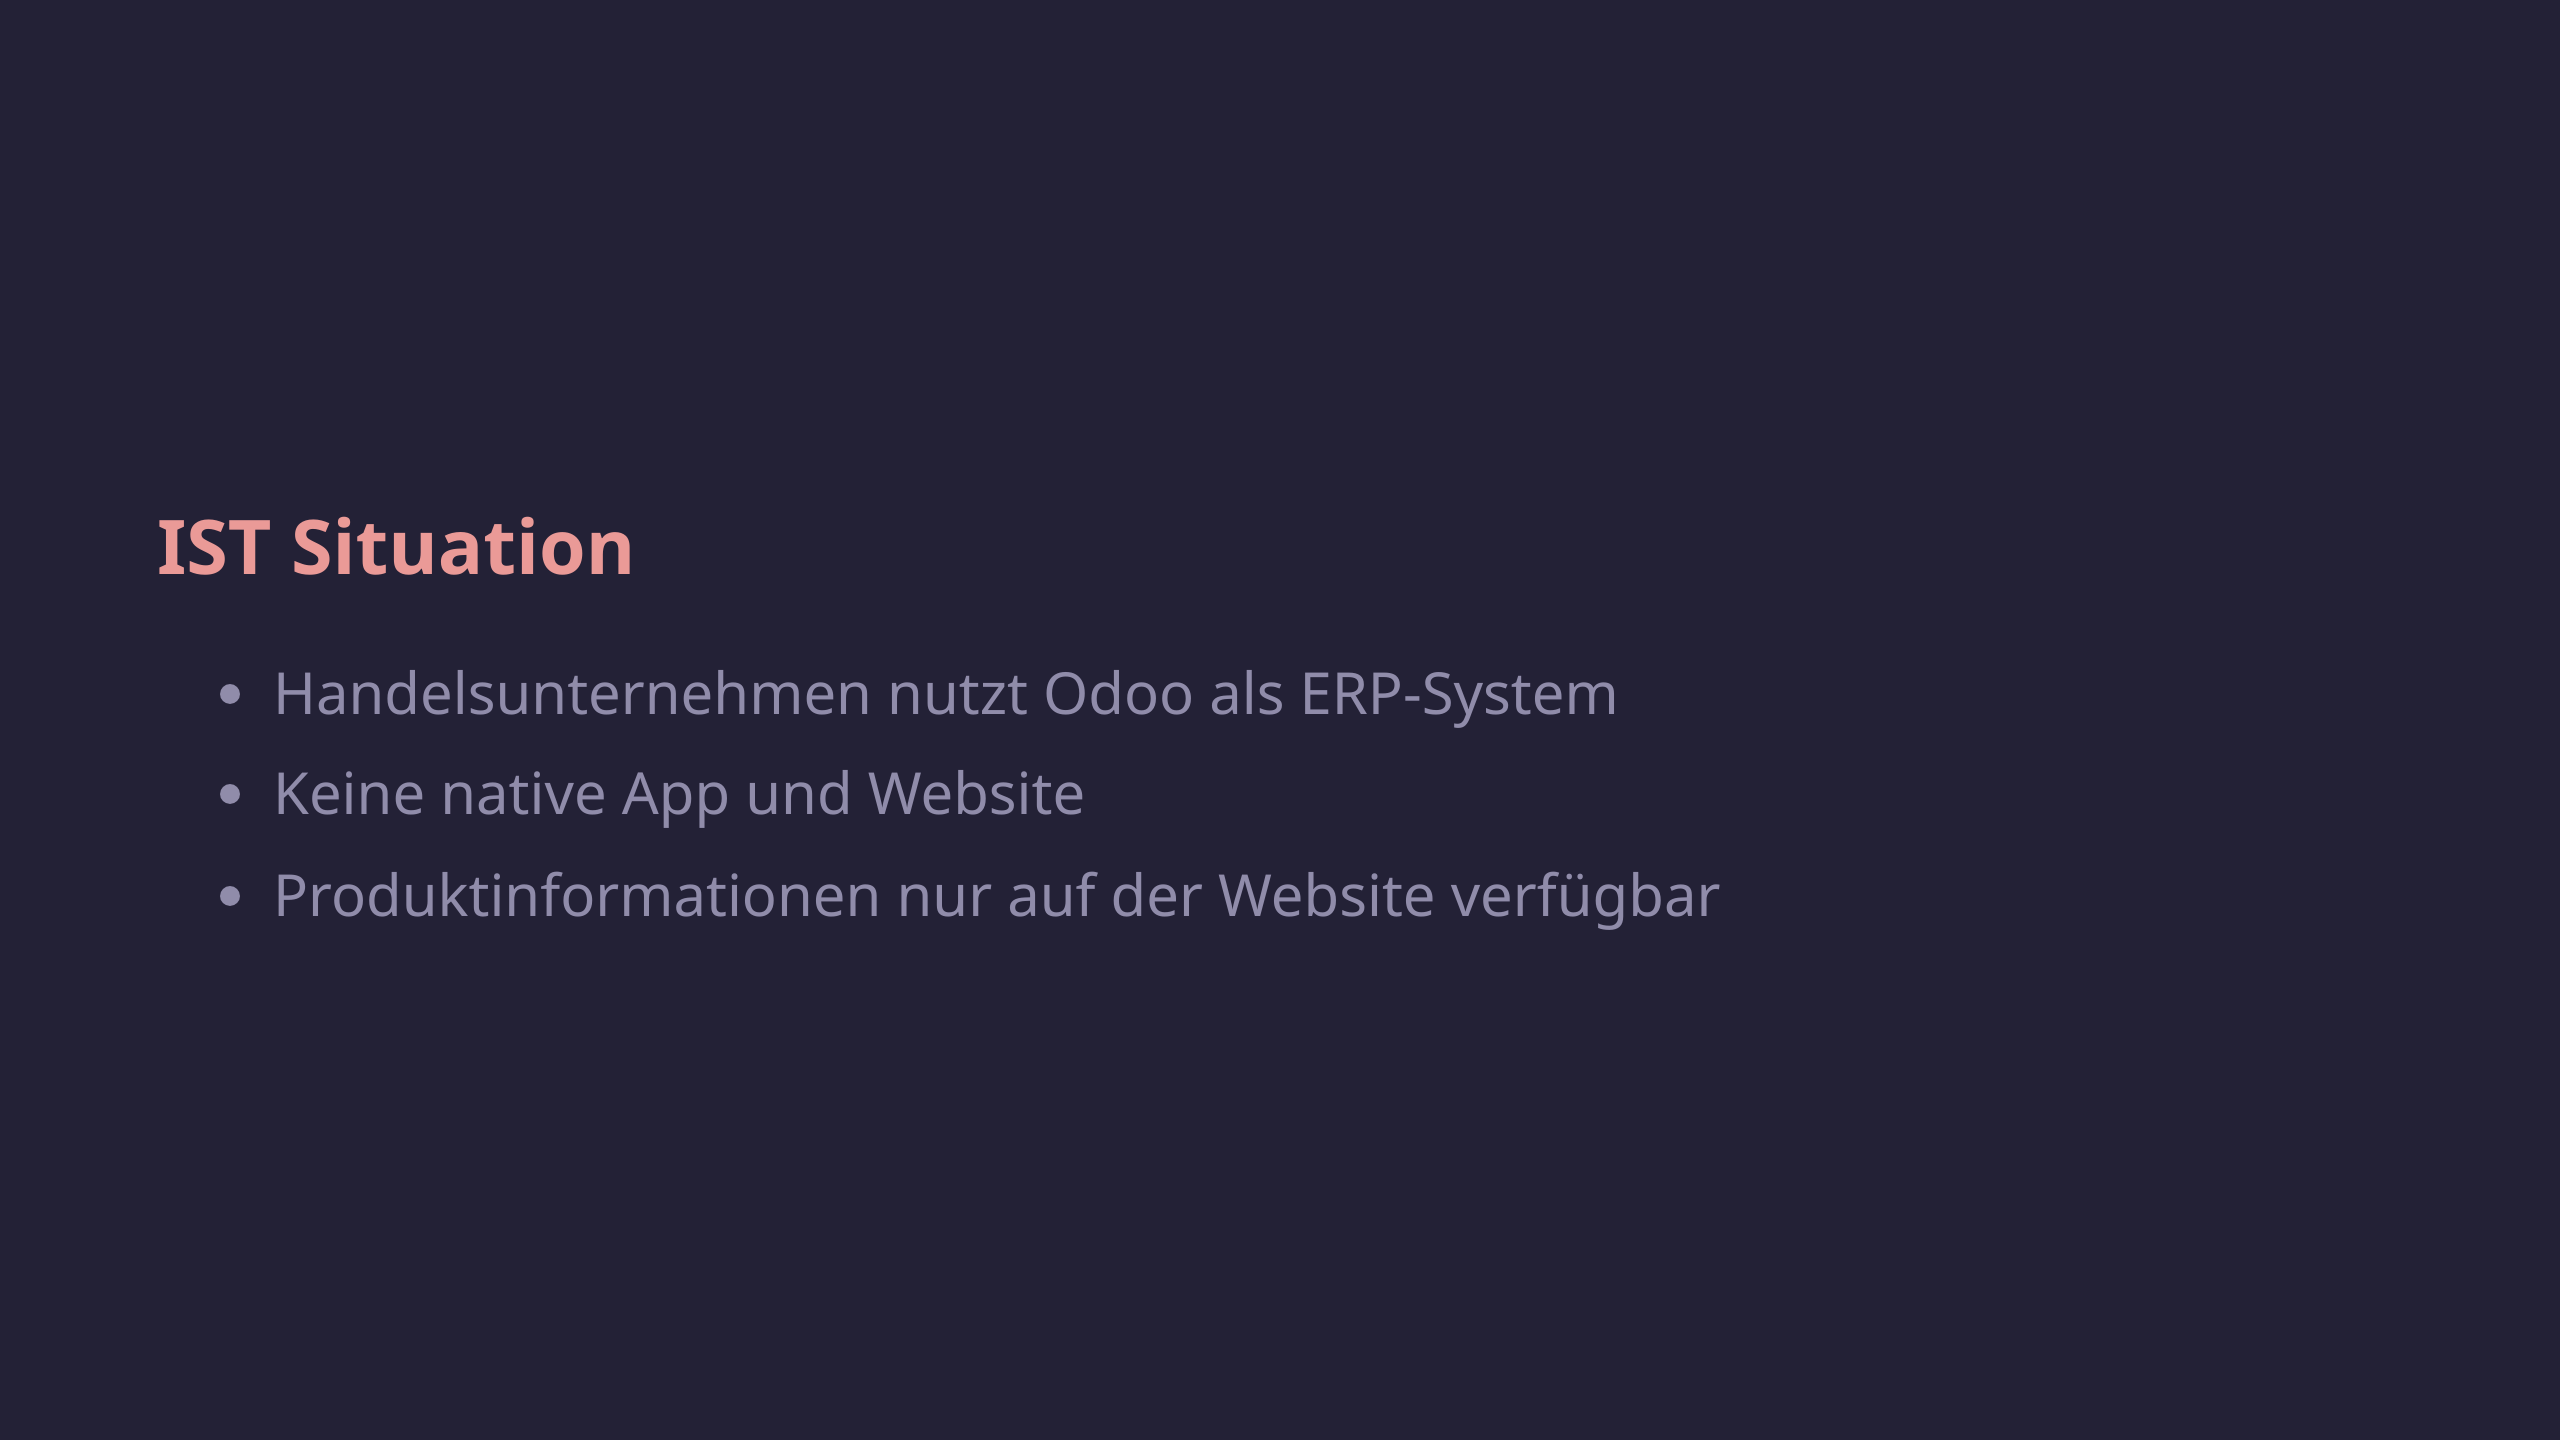 IST Situation
Handelsunternehmen nutzt Odoo als ERP-System
Keine native App und Website
Produktinformationen nur auf der Website verfügbar